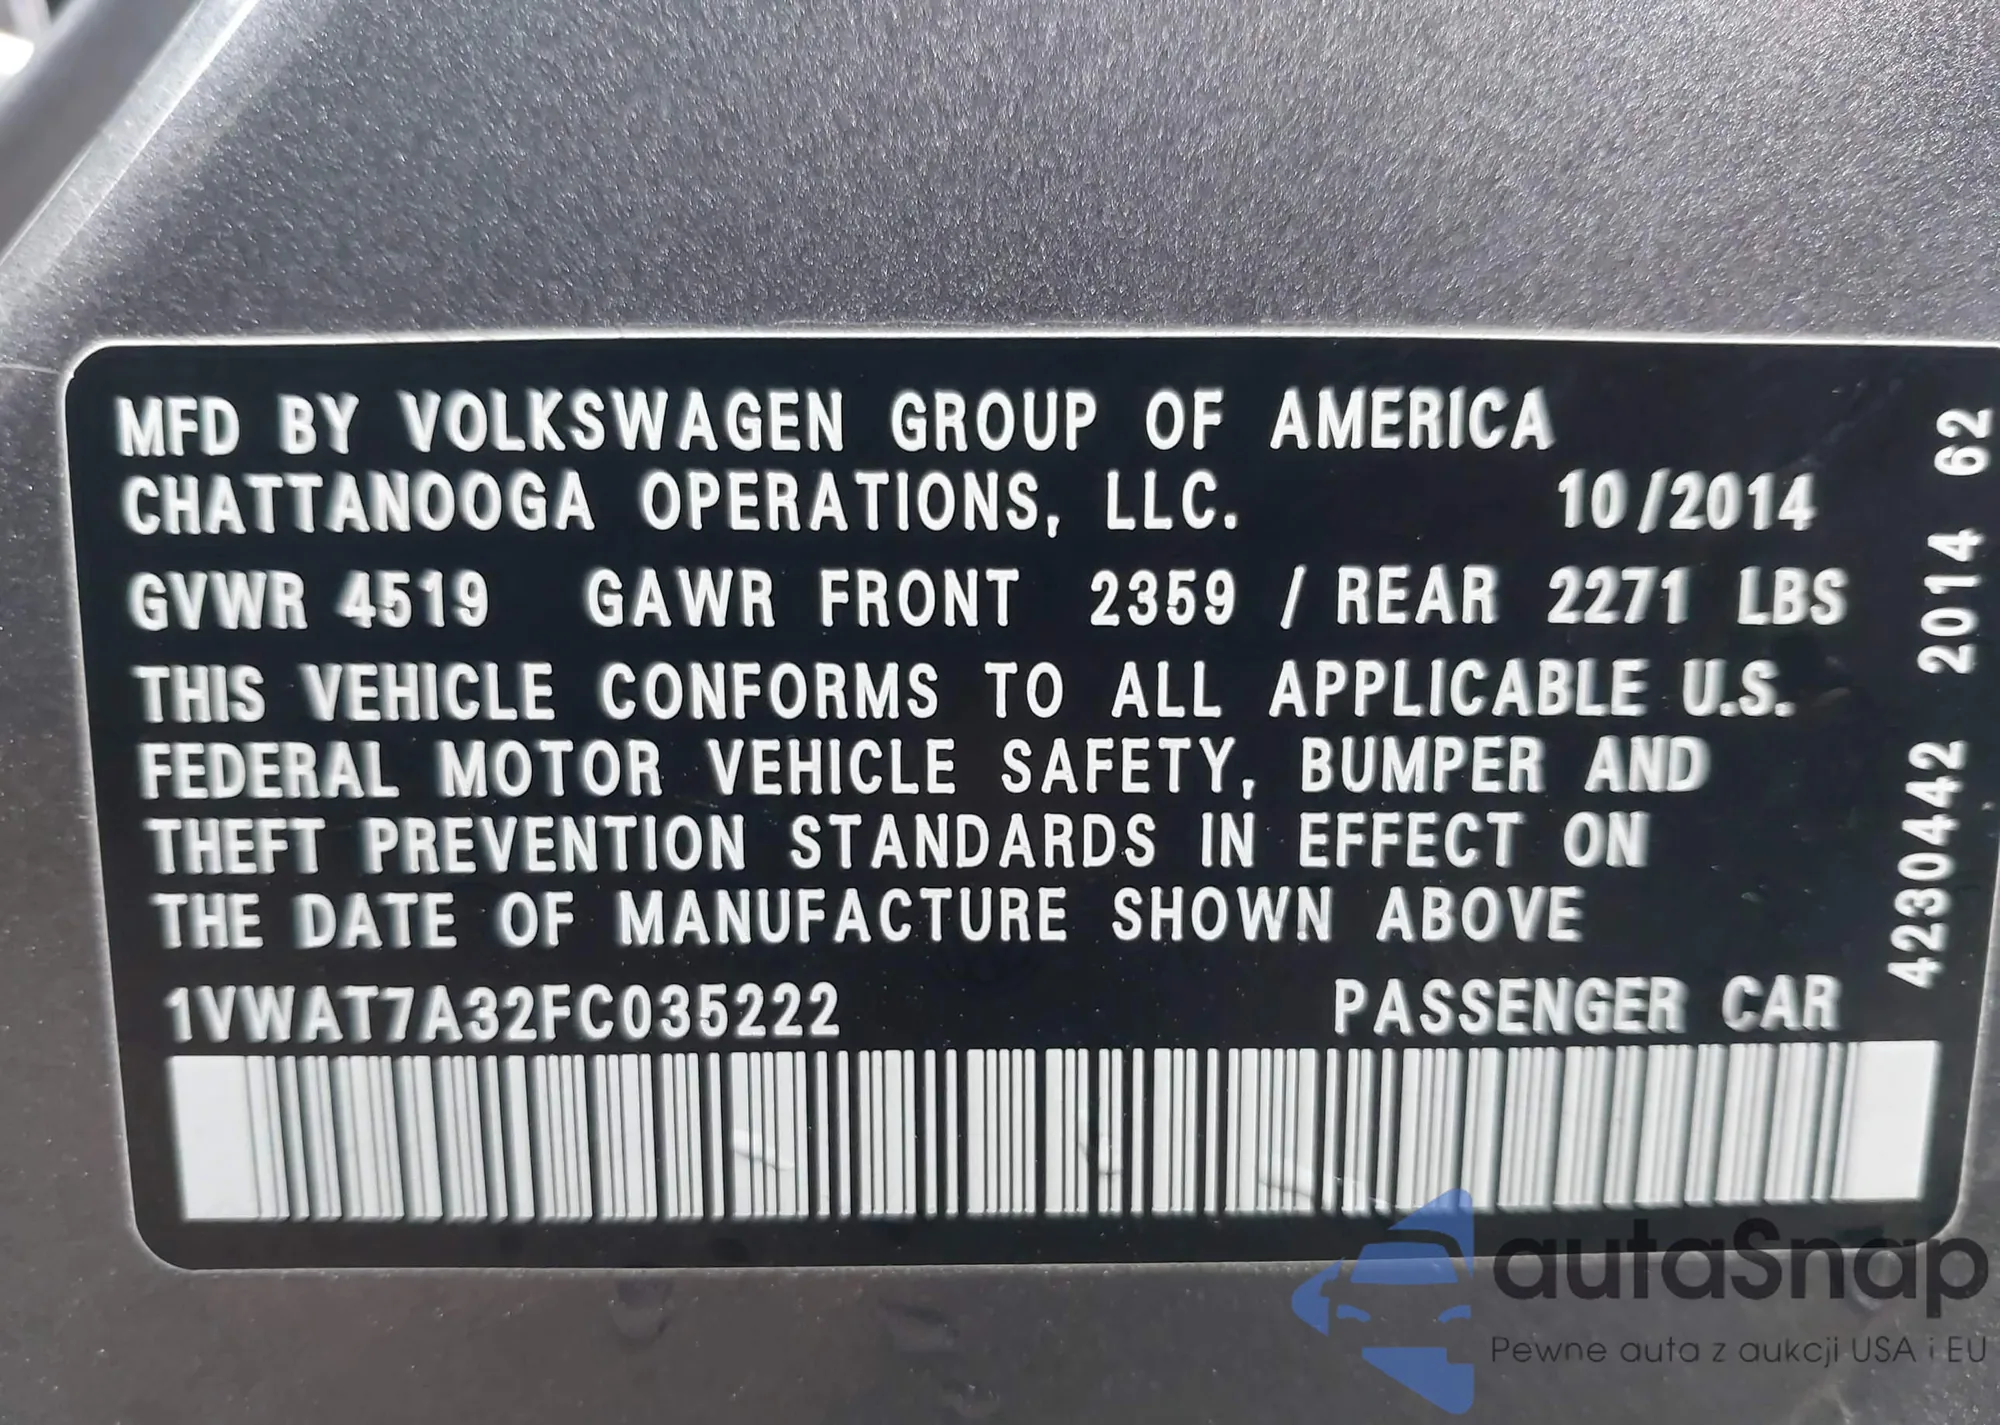 MFD BY VOLKSWAGEN GROUP OF AMERICA
CHATTANOOGA OPERATIONS, LLC. 10/2014
GVWR 4519 GAWR FRONT 2359 / REAR 2271 LBS
THIS VEHICLE CONFORMS TO ALL APPLICABLE U.S.
FEDERAL MOTOR VEHICLE SAFETY, BUMPER AND
THEFT PREVENTION STANDARDS IN EFFECT ON
THE DATE OF MANUFACTURE SHOWN ABOVE
1VWAT7A32FC035222 PASSENGER CAR
4230442 2014 62
autaSnap
Pewne auta z aukcji USA i EU